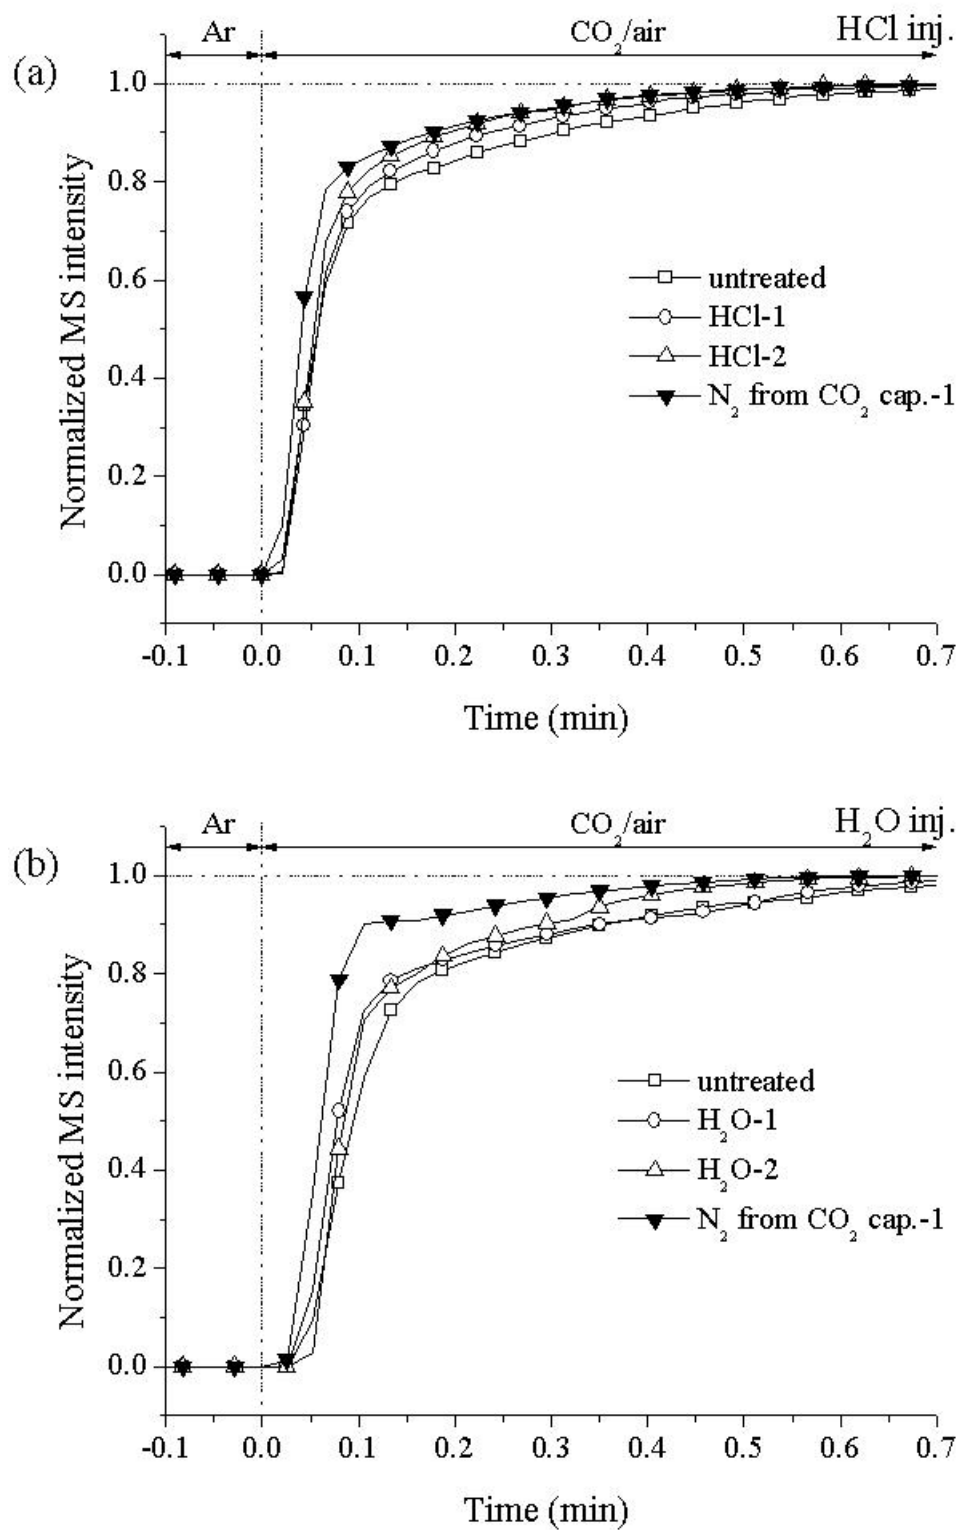 Ar CO2/air HCl inj.
(a)
1.0
0.8
0.6
0.4
0.2
0.0
Normalized MS intensity
untreated
HCl-1
HCl-2
N2 from CO2 cap.-1
-0.1 0.0 0.1 0.2 0.3 0.4 0.5 0.6 0.7
Time (min)
Ar CO2/air H2O inj.
(b)
1.0
0.8
0.6
0.4
0.2
0.0
Normalized MS intensity
untreated
H2O-1
H2O-2
N2 from CO2 cap.-1
-0.1 0.0 0.1 0.2 0.3 0.4 0.5 0.6 0.7
Time (min)